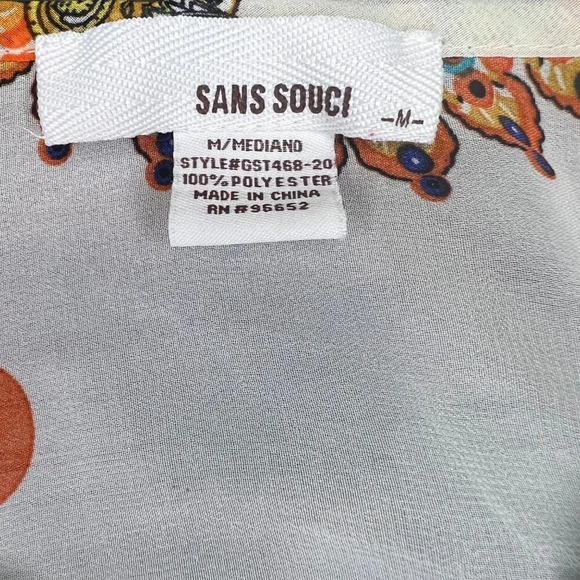 SANS SOUCI
-M-
M/MEDIANO
STYLE#GST468-20
100% POLYESTER
MADE IN CHINA
RN #96652